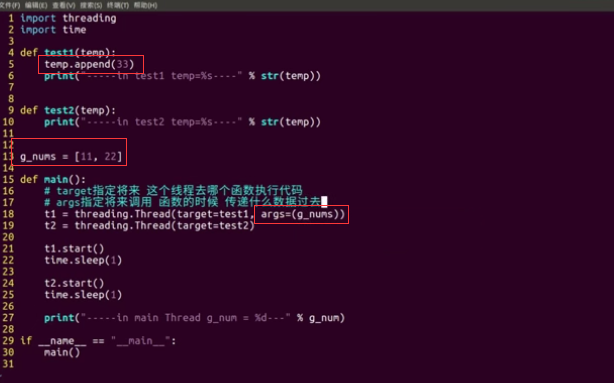 文件(F) 编辑(E) 查看(V) 搜索(S) 终端(T) 帮助(H)
1 import threading
2 import time
3
4 def test1(temp):
5     temp.append(33)
6     print("-----in test1 temp=%s----" % str(temp))
7
8
9 def test2(temp):
10     print("-----in test2 temp=%s----" % str(temp))
11
12
13 g_nums = [11, 22]
14
15 def main():
16     # target指定将来 这个线程去哪个函数执行代码
17     # args指定将来调用 函数的时候 传递什么数据过去
18     t1 = threading.Thread(target=test1, args=(g_nums))
19     t2 = threading.Thread(target=test2)
20
21     t1.start()
22     time.sleep(1)
23
24     t2.start()
25     time.sleep(1)
26
27     print("-----in main Thread g_num = %d---" % g_num)
28
29 if __name__ == "__main__":
30     main()
31